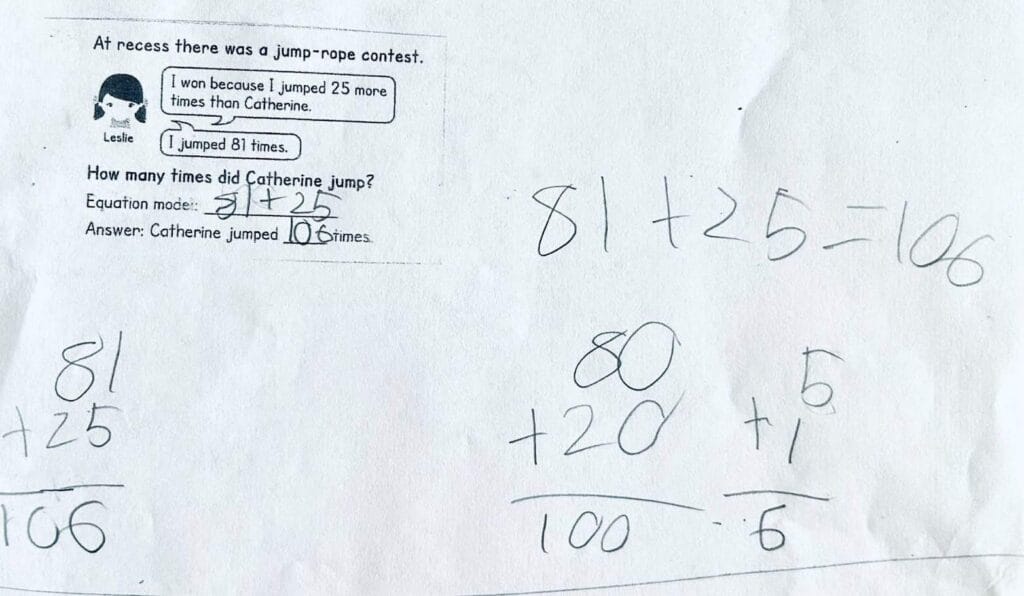 At recess there was a jump-rope contest.
I won because I jumped 25 more
times than Catherine.
Leslie
I jumped 81 times.
How many times did Catherine jump?
Equation model: 81+25
Answer: Catherine jumped 106 times.
81+25=106
81
+25
106
80
+20
100
5
+1
6